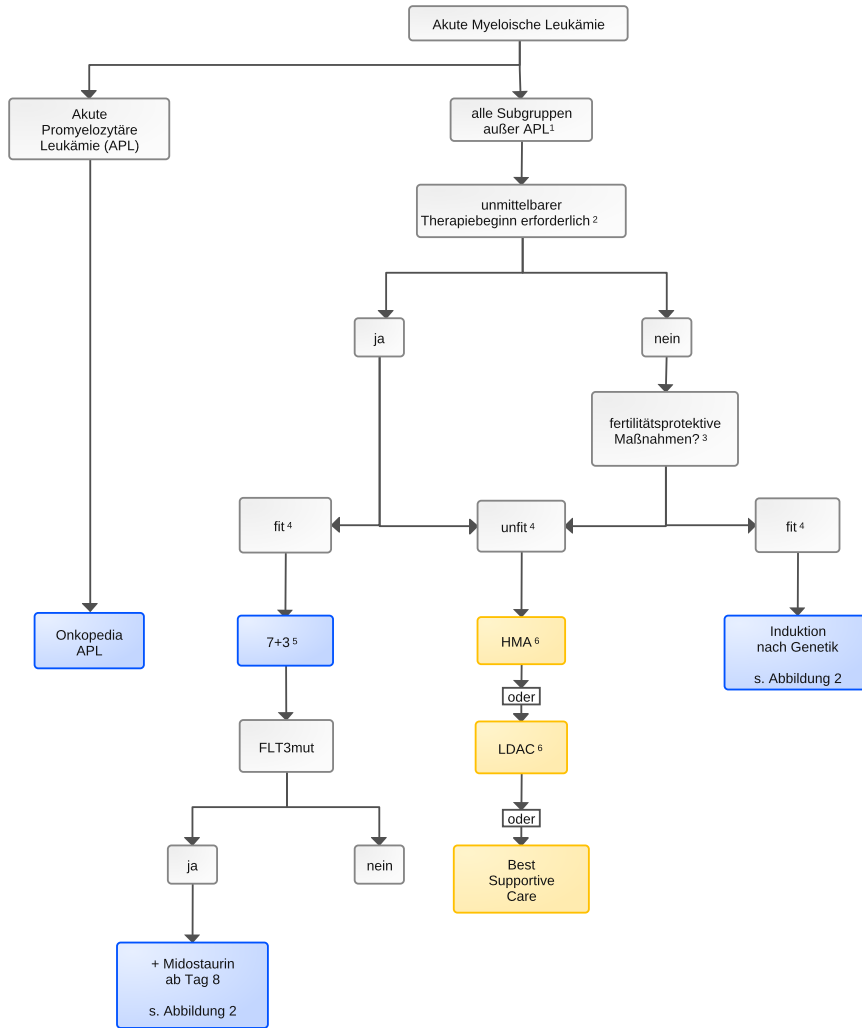 Akute Myeloische Leukämie
Akute
Promyelozytäre
Leukämie (APL)
alle Subgruppen
außer APL¹
unmittelbarer
Therapiebeginn erforderlich ²
ja
nein
fertilitätsprotektive
Maßnahmen? ³
fit ⁴
unfit ⁴
fit ⁴
Onkopedia
APL
7+3 ⁵
HMA ⁶
Induktion
nach Genetik
s. Abbildung 2
oder
FLT3mut
LDAC ⁶
oder
ja
nein
Best
Supportive
Care
+ Midostaurin
ab Tag 8
s. Abbildung 2